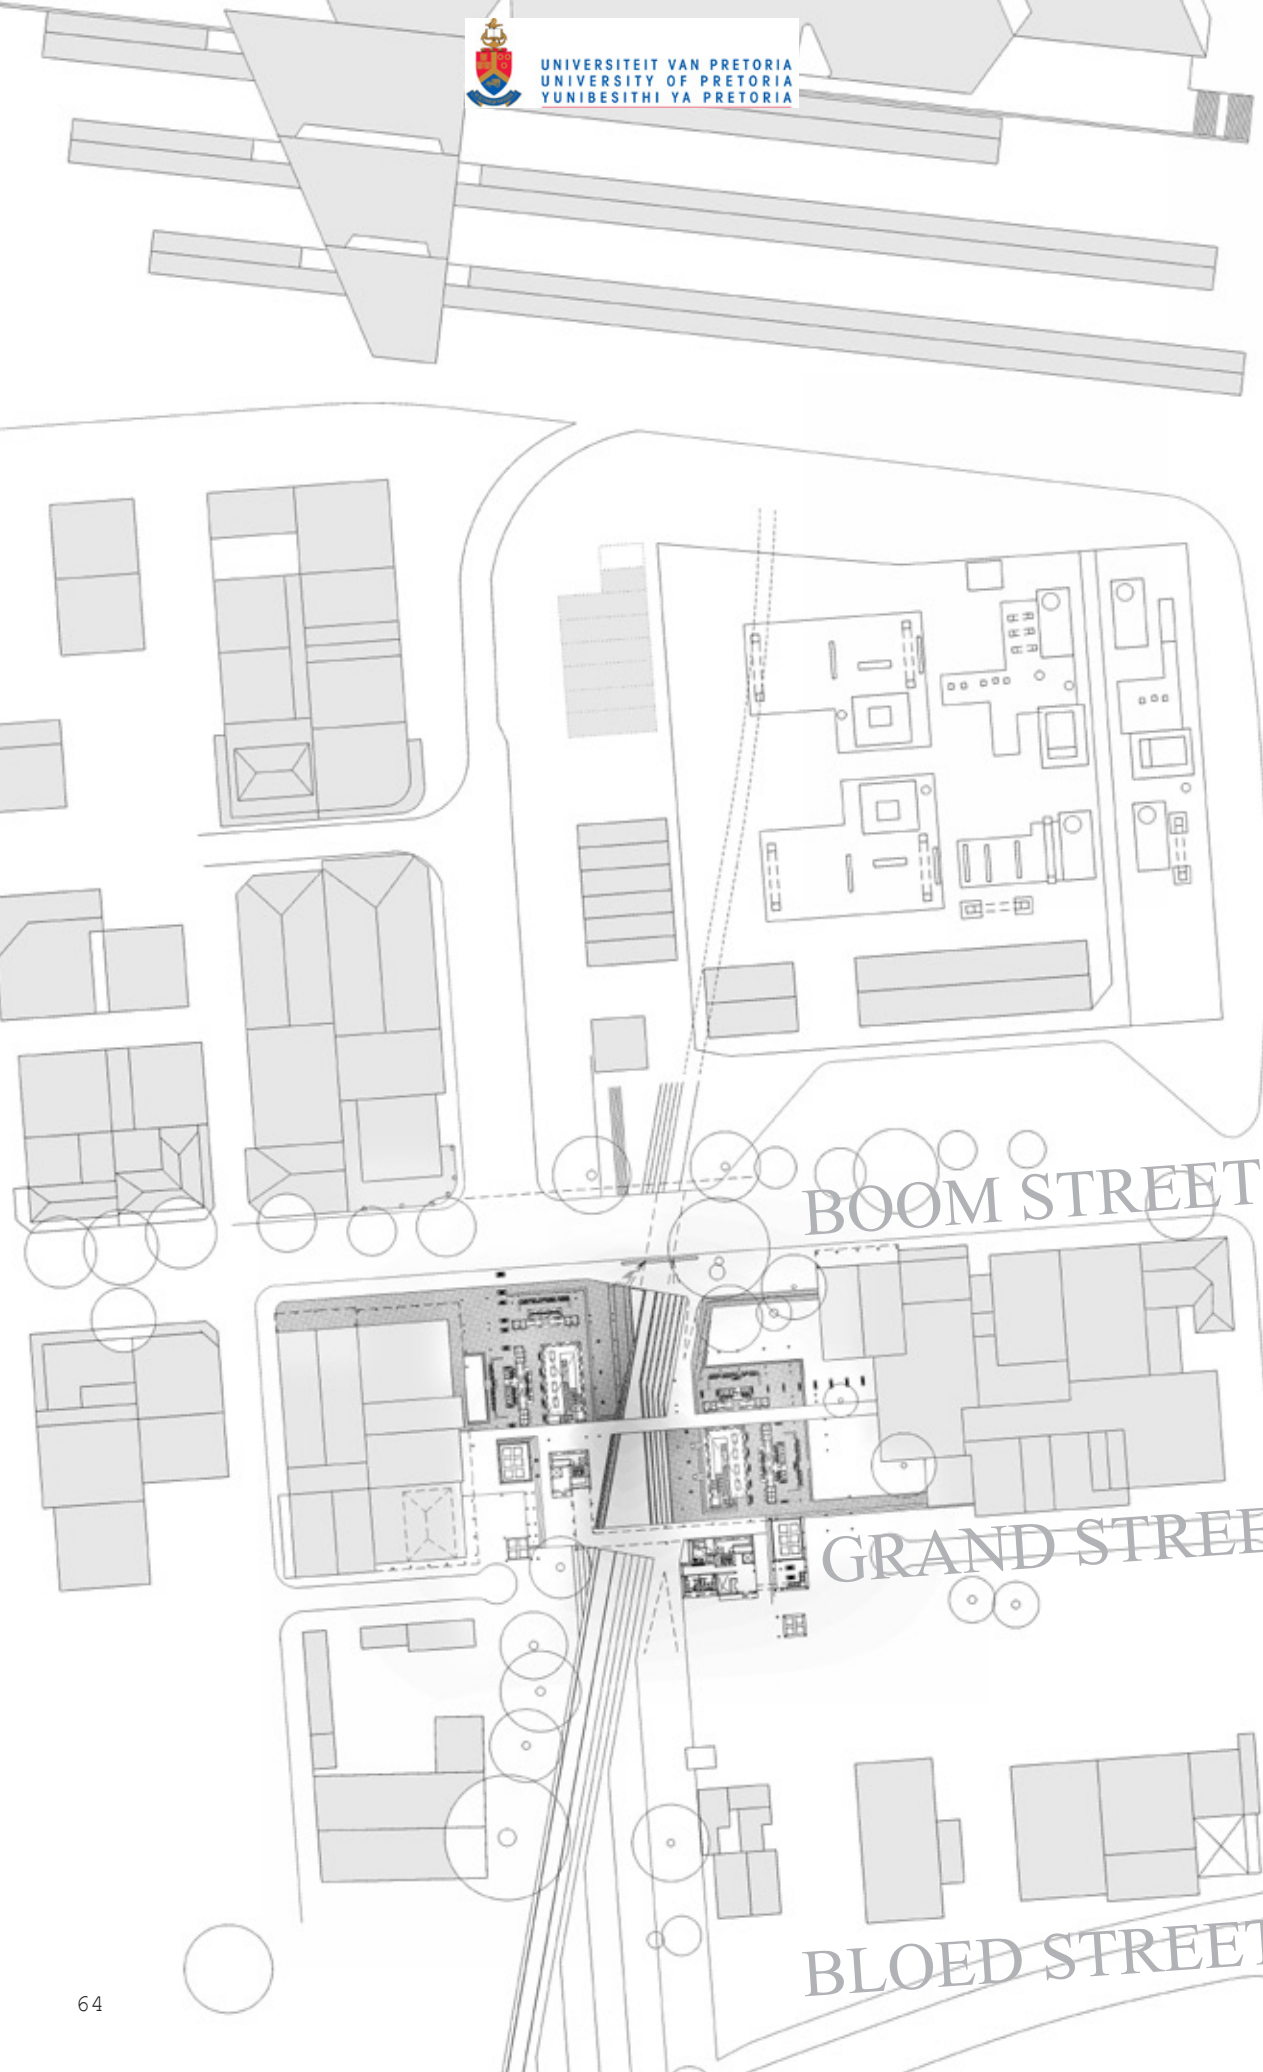 UNIVERSITEIT VAN PRETORIA
UNIVERSITY OF PRETORIA
YUNIBESITHI YA PRETORIA
BOOM STREET
GRAND STREE
BLOED STREET
64